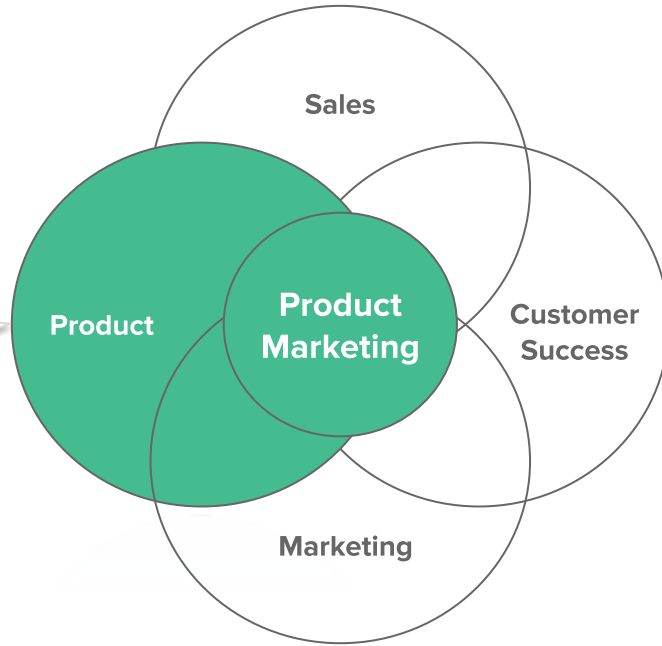 Sales
Product
Product
Marketing
Customer
Success
Marketing